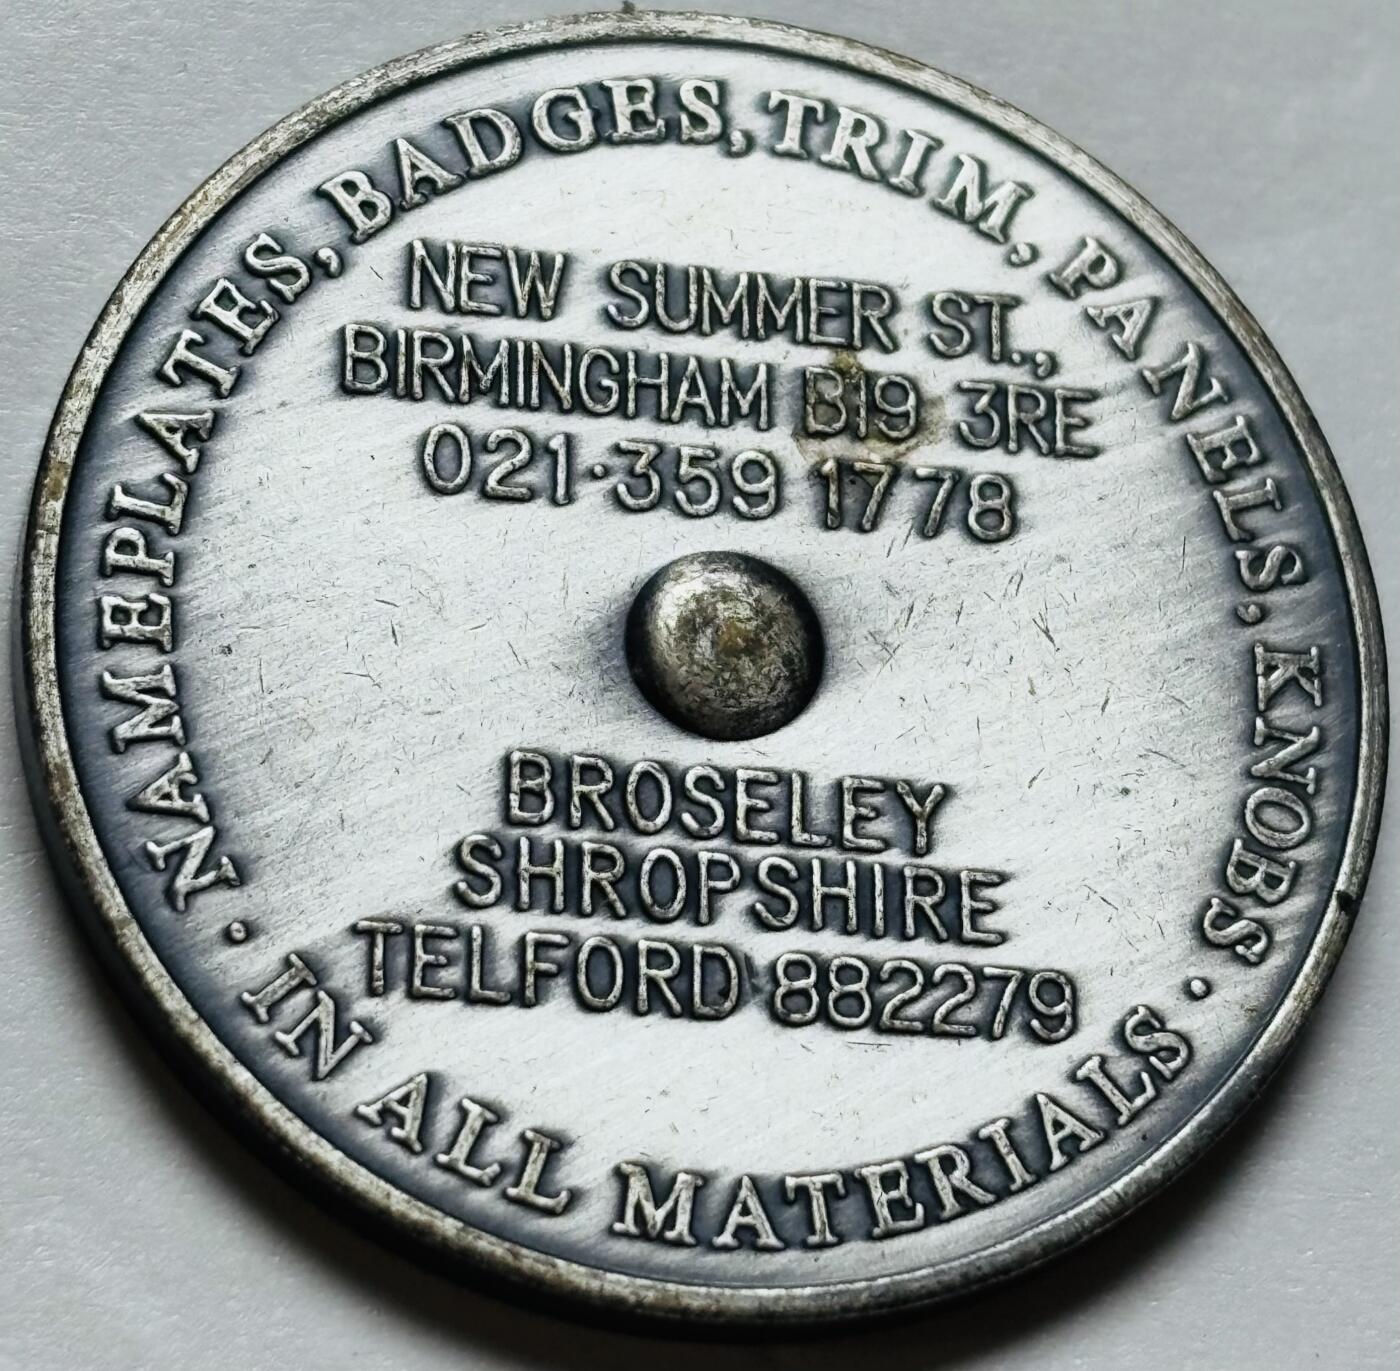 · NAMEPLATES, BADGES, TRIM, PANELS, KNOBS ·
NEW SUMMER ST.,
BIRMINGHAM B19 3RE
021·359 1778
BROSELEY
SHROPSHIRE
TELFORD 882279
IN ALL MATERIALS